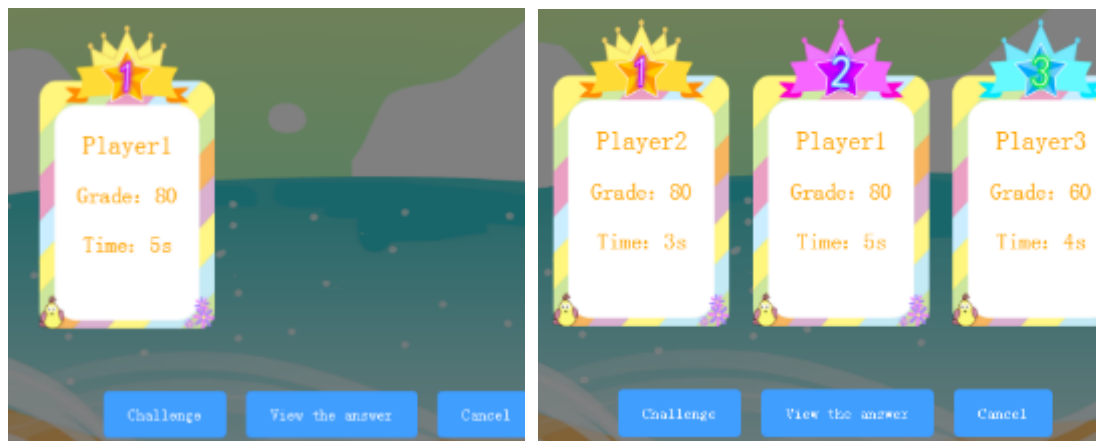 1
Player1
Grade: 80
Time: 5s
Challenge
View the answer
Cancel
1
Player2
Grade: 80
Time: 3s
2
Player1
Grade: 80
Time: 5s
3
Player3
Grade: 60
Time: 4s
Challenge
View the answer
Cancel